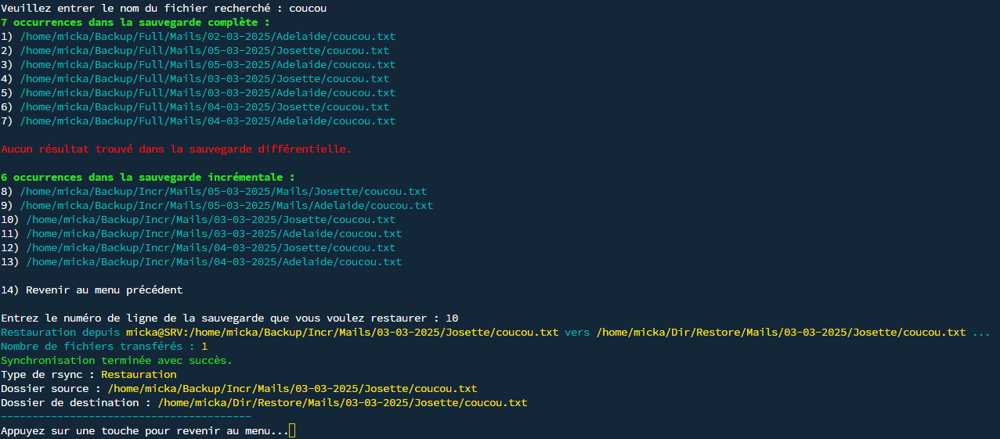 Veuillez entrer le nom du fichier recherché : coucou
7 occurrences dans la sauvegarde complète :
1) /home/micka/Backup/Full/Mails/02-03-2025/Adelaide/coucou.txt
2) /home/micka/Backup/Full/Mails/05-03-2025/Josette/coucou.txt
3) /home/micka/Backup/Full/Mails/05-03-2025/Adelaide/coucou.txt
4) /home/micka/Backup/Full/Mails/03-03-2025/Josette/coucou.txt
5) /home/micka/Backup/Full/Mails/03-03-2025/Adelaide/coucou.txt
6) /home/micka/Backup/Full/Mails/04-03-2025/Josette/coucou.txt
7) /home/micka/Backup/Full/Mails/04-03-2025/Adelaide/coucou.txt
Aucun résultat trouvé dans la sauvegarde différentielle.
6 occurrences dans la sauvegarde incrémentale :
8) /home/micka/Backup/Incr/Mails/05-03-2025/Mails/Josette/coucou.txt
9) /home/micka/Backup/Incr/Mails/05-03-2025/Mails/Adelaide/coucou.txt
10) /home/micka/Backup/Incr/Mails/03-03-2025/Josette/coucou.txt
11) /home/micka/Backup/Incr/Mails/03-03-2025/Adelaide/coucou.txt
12) /home/micka/Backup/Incr/Mails/04-03-2025/Josette/coucou.txt
13) /home/micka/Backup/Incr/Mails/04-03-2025/Adelaide/coucou.txt
14) Revenir au menu précédent
Entrez le numéro de ligne de la sauvegarde que vous voulez restaurer : 10
Restauration depuis micka@SRV:/home/micka/Backup/Incr/Mails/03-03-2025/Josette/coucou.txt vers /home/micka/Dir/Restore/Mails/03-03-2025/Josette/coucou.txt ...
Nombre de fichiers transférés : 1
Synchronisation terminée avec succès.
Type de rsync : Restauration
Dossier source : /home/micka/Backup/Incr/Mails/03-03-2025/Josette/coucou.txt
Dossier de destination : /home/micka/Dir/Restore/Mails/03-03-2025/Josette/coucou.txt
----------------------------------------
Appuyez sur une touche pour revenir au menu...